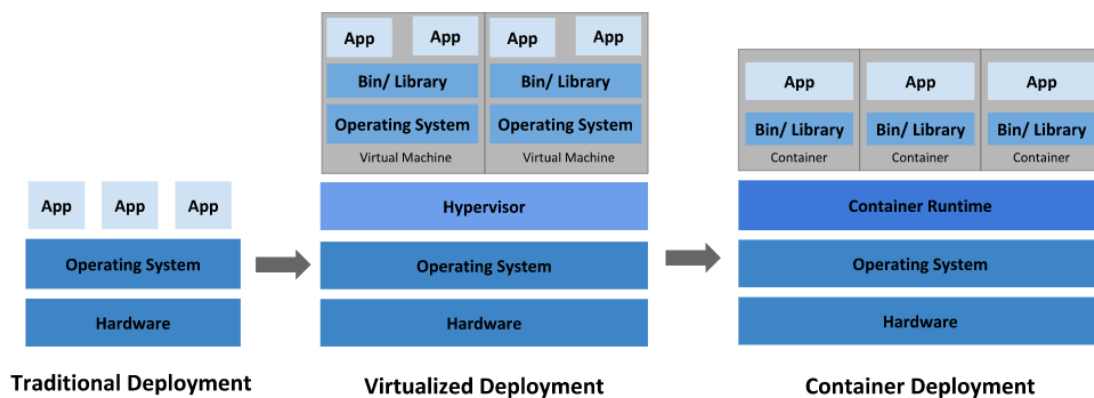 App
App
App
Operating System
Hardware
Traditional Deployment
App
App
App
App
Bin/ Library
Bin/ Library
Operating System
Operating System
Virtual Machine
Virtual Machine
Hypervisor
Operating System
Hardware
Virtualized Deployment
App
App
App
Bin/ Library
Bin/ Library
Bin/ Library
Container
Container
Container
Container Runtime
Operating System
Hardware
Container Deployment